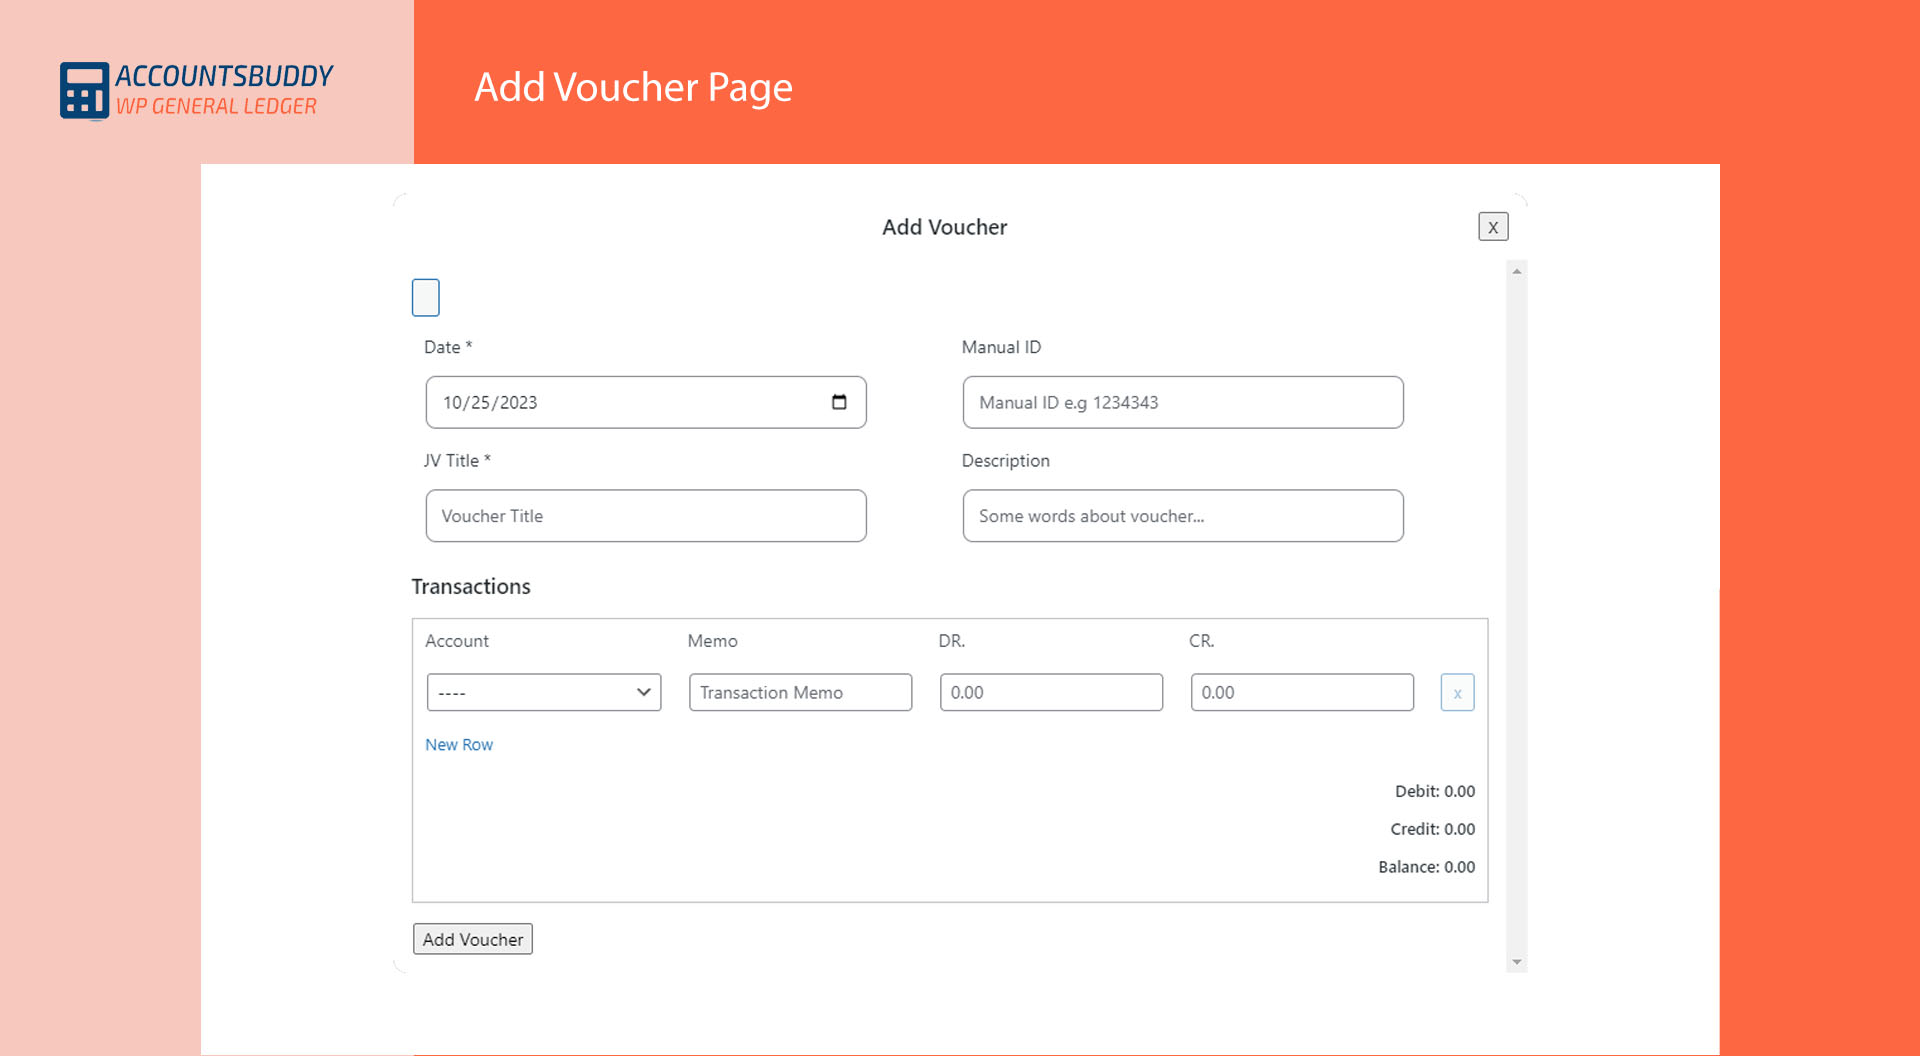 ACCOUNTSBUDDY
WP GENERAL LEDGER
Add Voucher Page
Add Voucher X
Date * Manual ID
10/25/2023 Manual ID e.g 1234343
JV Title * Description
Voucher Title Some words about voucher...
Transactions
Account Memo DR. CR.
---- Transaction Memo 0.00 0.00 x
New Row
Debit: 0.00
Credit: 0.00
Balance: 0.00
Add Voucher